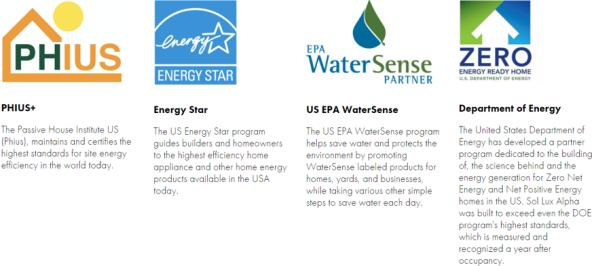 PHIUS
energy
ENERGY STAR
EPA
WaterSense
PARTNER
ZERO
ENERGY READY HOME
U.S. DEPARTMENT OF ENERGY
PHIUS+
The Passive House Institute US
(Phius), maintains and certifies the
highest standards for site energy
efficiency in the world today.
Energy Star
The US Energy Star program
guides builders and homeowners
to the highest efficiency home
appliance and other home energy
products available in the USA
today.
US EPA WaterSense
The US EPA WaterSense program
helps save water and protects the
environment by promoting
WaterSense labeled products for
homes, yards, and businesses,
while taking various other simple
steps to save water each day.
Department of Energy
The United States Department of
Energy has developed a partner
program dedicated to the building
of, the science behind and the
energy generation for Zero Net
Energy and Net Positive Energy
homes in the US. Sol Lux Alpha
was built to exceed even the DOE
program's highest standards,
which is measured and
recognized a year after
occupancy.